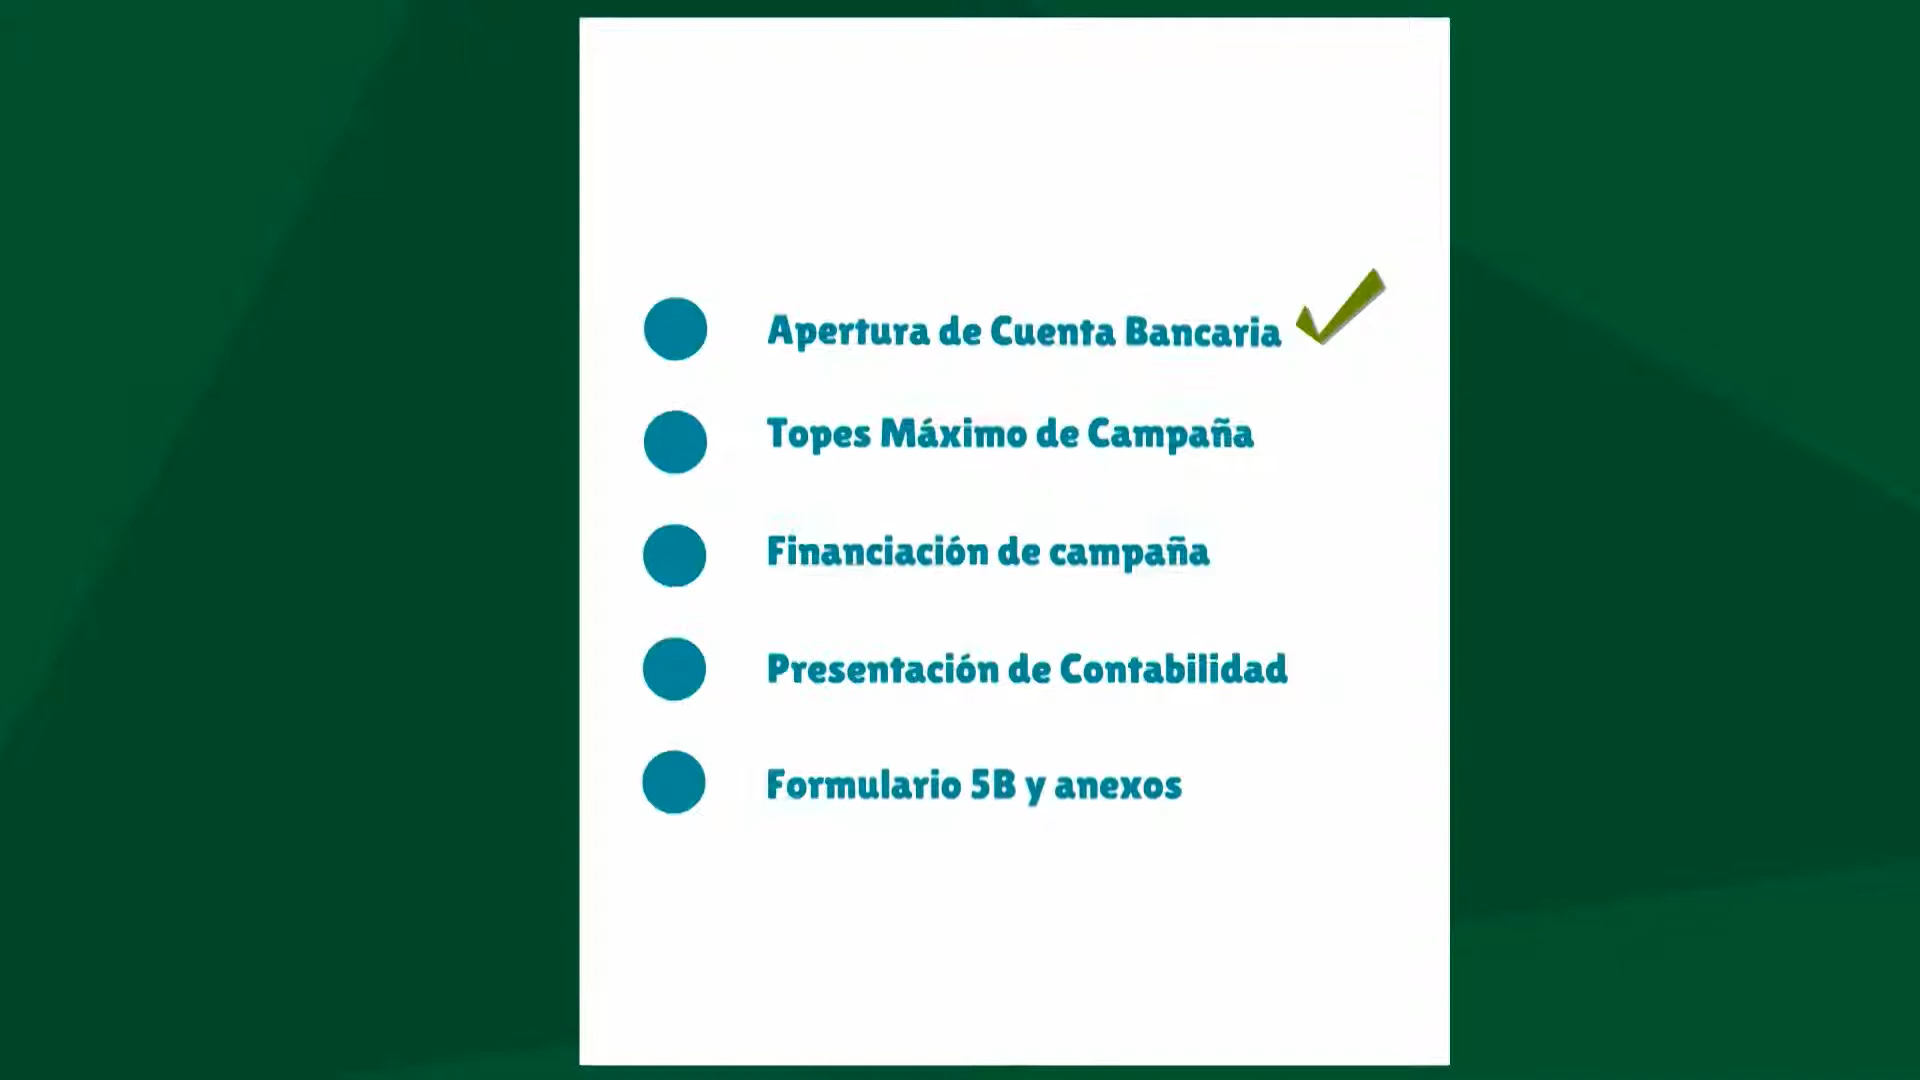 Apertura de Cuenta Bancaria
Topes Máximo de Campaña
Financiación de campaña
Presentación de Contabilidad
Formulario 5B y anexos